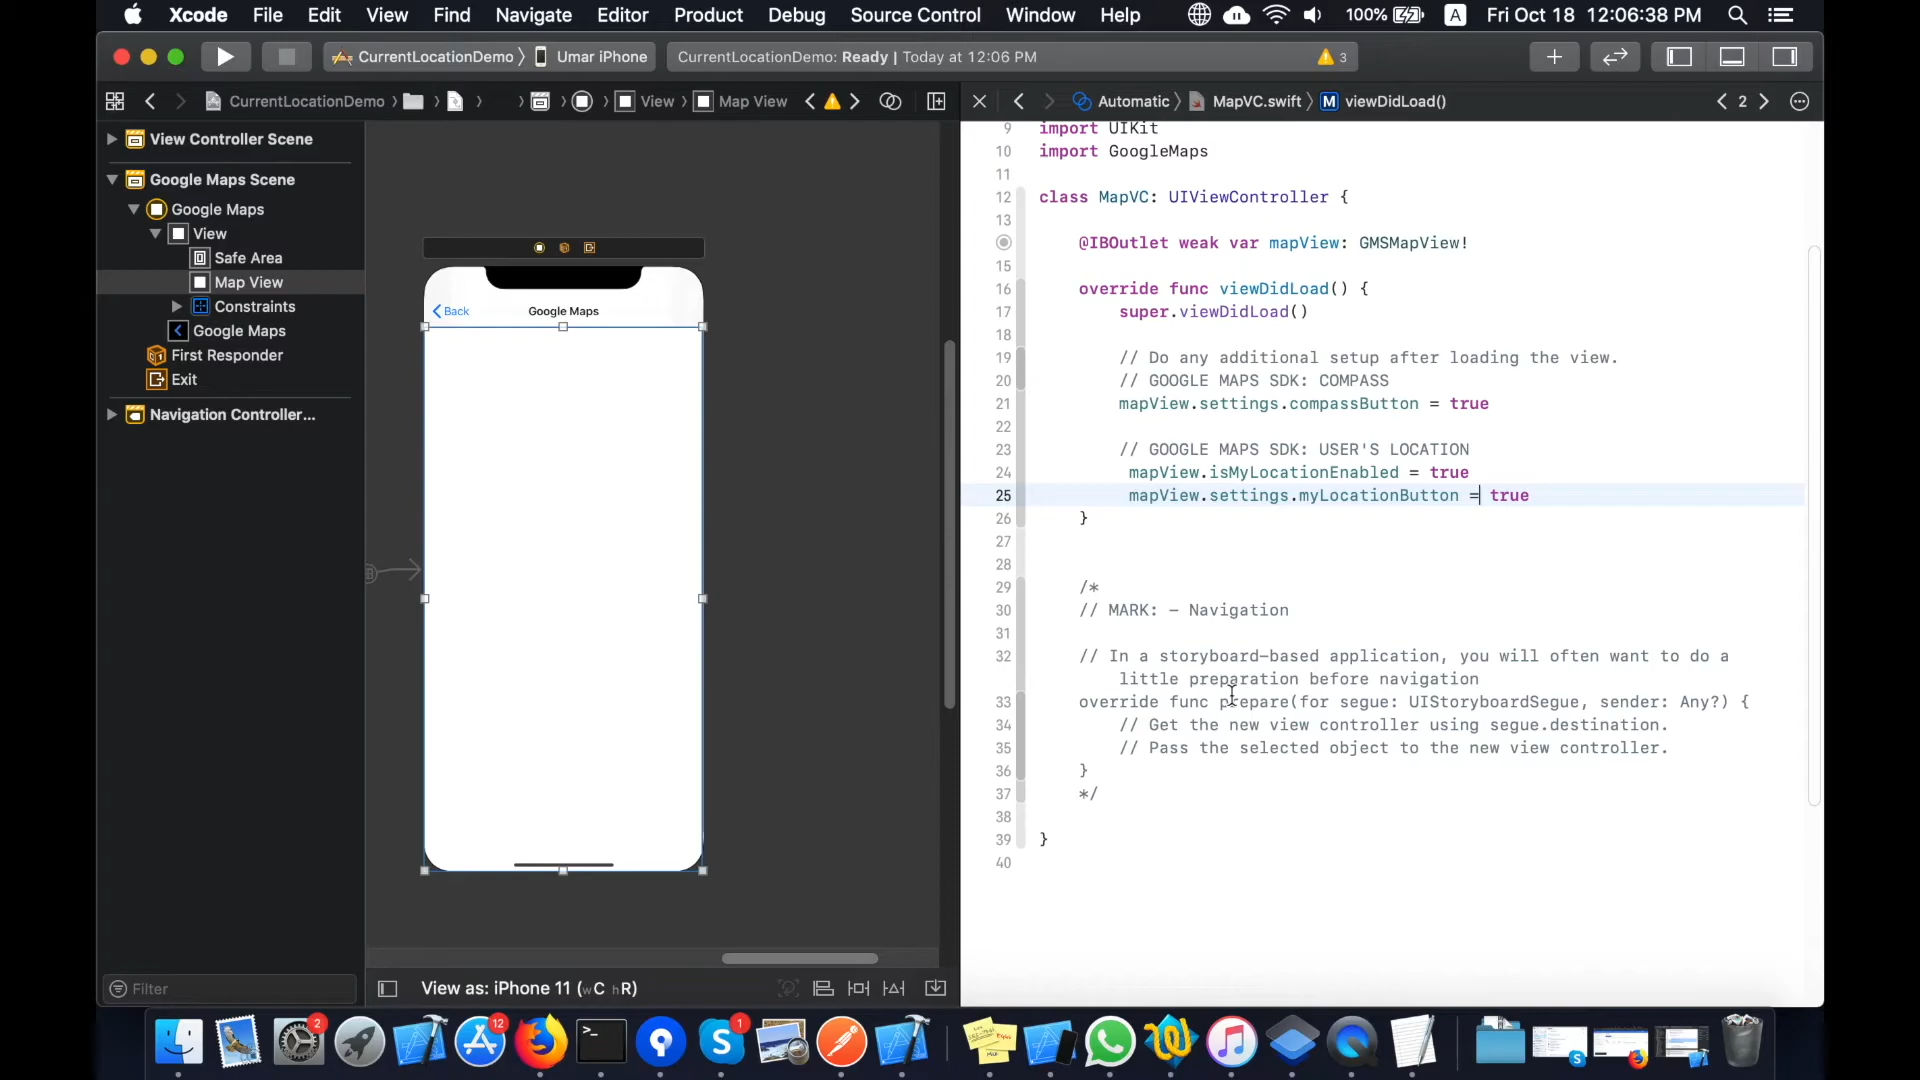 Xcode File Edit View Find Navigate Editor Product Debug Source Control Window Help 100% A Fri Oct 18 12:06:38 PM
CurrentLocationDemo Umar iPhone CurrentLocationDemo: Ready | Today at 12:06 PM 3
CurrentLocationDemo View Map View Automatic MapVC.swift M viewDidLoad() 2
View Controller Scene
Google Maps Scene
Google Maps
View
Safe Area
Map View
Constraints
Google Maps
First Responder
Exit
Navigation Controller...
Filter
Back Google Maps
View as: iPhone 11 (wC hR)
9 import UIKit
10 import GoogleMaps
11
12 class MapVC: UIViewController {
13
@IBOutlet weak var mapView: GMSMapView!
15
16 override func viewDidLoad() {
17 super.viewDidLoad()
18
19 // Do any additional setup after loading the view.
20 // GOOGLE MAPS SDK: COMPASS
21 mapView.settings.compassButton = true
22
23 // GOOGLE MAPS SDK: USER'S LOCATION
24 mapView.isMyLocationEnabled = true
25 mapView.settings.myLocationButton = true
26 }
27
28
29 /*
30 // MARK: - Navigation
31
32 // In a storyboard-based application, you will often want to do a
little preparation before navigation
33 override func prepare(for segue: UIStoryboardSegue, sender: Any?) {
34 // Get the new view controller using segue.destination.
35 // Pass the selected object to the new view controller.
36 }
37 */
38
39 }
40
2 12 1